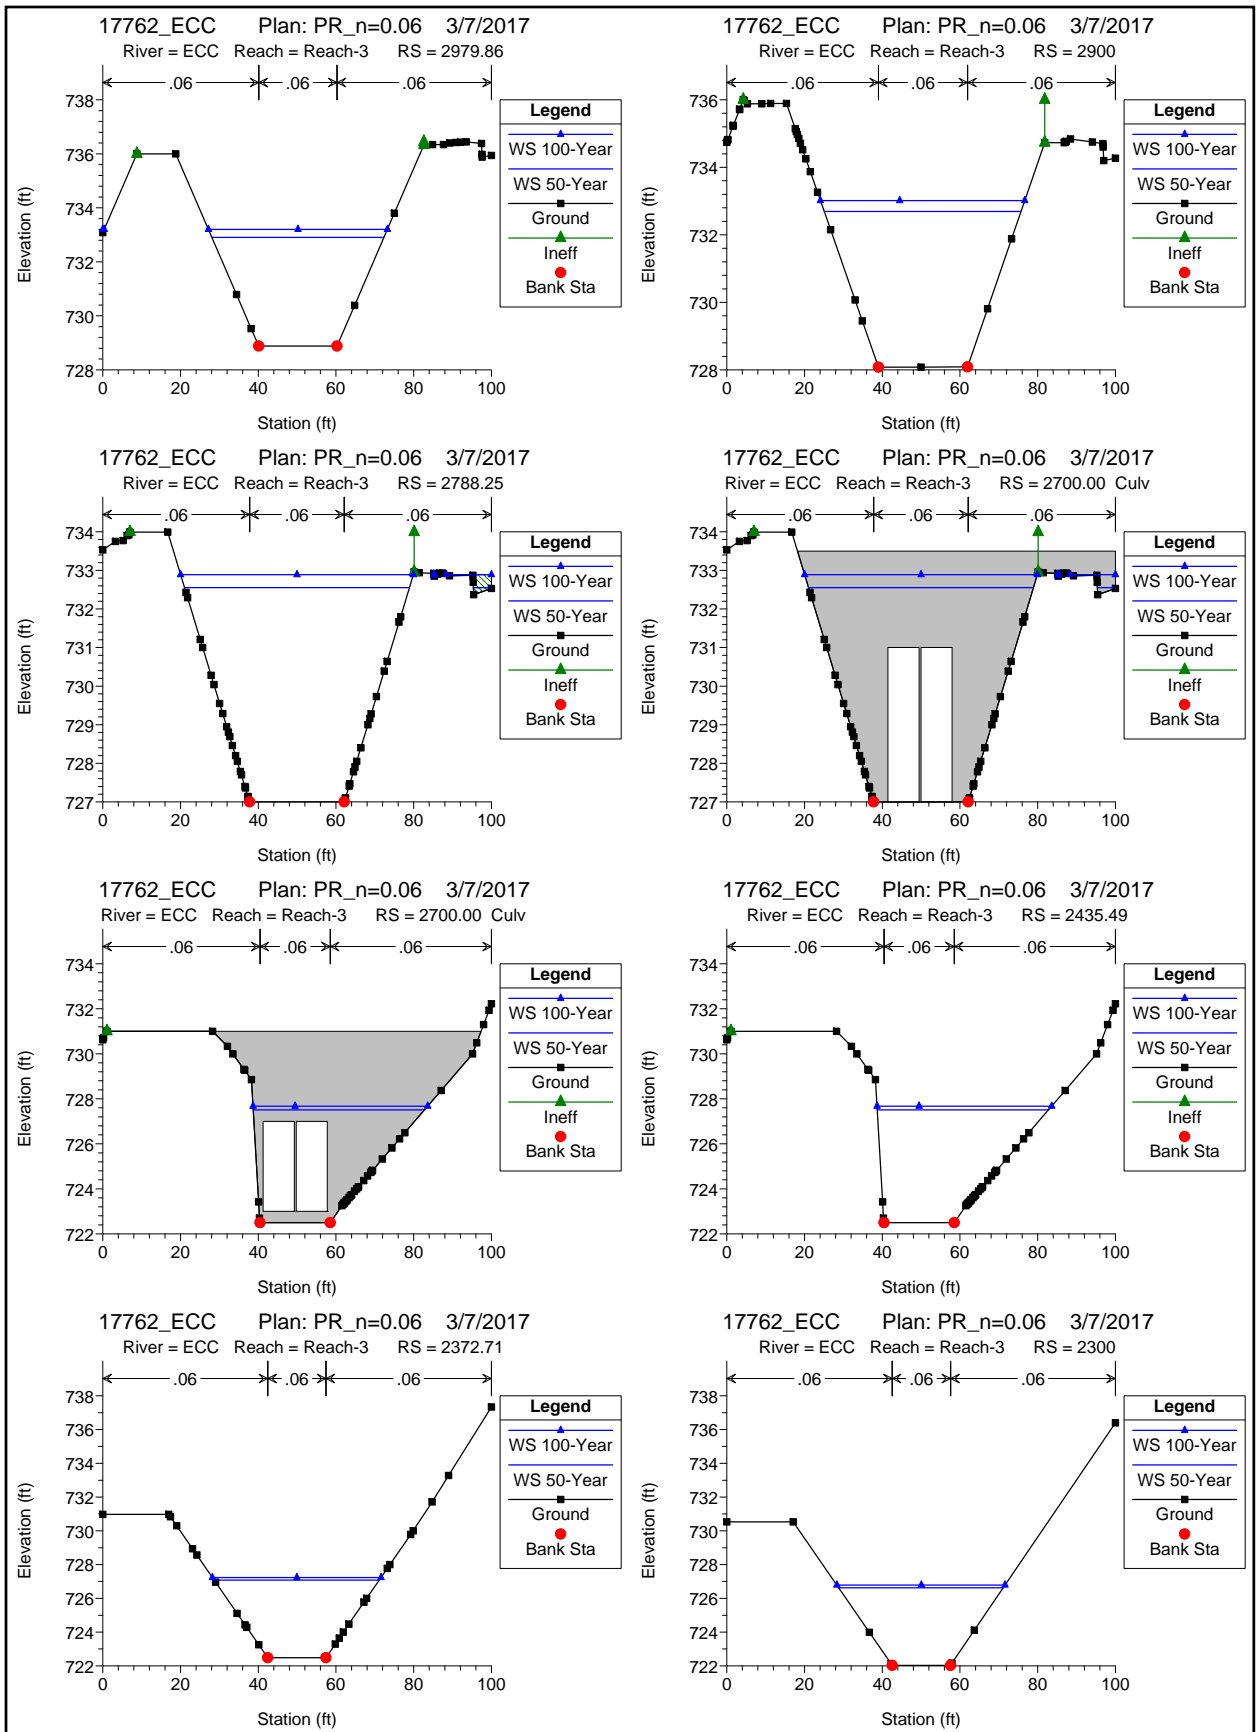 17762_ECC Plan: PR_n=0.06 3/7/2017
River = ECC Reach = Reach-3 RS = 2979.86
.06 .06 .06
738
736
734
732
730
728
0 20 40 60 80 100
Station (ft)
Elevation (ft)
Legend
WS 100-Year
WS 50-Year
Ground
Ineff
Bank Sta
17762_ECC Plan: PR_n=0.06 3/7/2017
River = ECC Reach = Reach-3 RS = 2900
.06 .06 .06
736
734
732
730
728
0 20 40 60 80 100
Station (ft)
Elevation (ft)
Legend
WS 100-Year
WS 50-Year
Ground
Ineff
Bank Sta
17762_ECC Plan: PR_n=0.06 3/7/2017
River = ECC Reach = Reach-3 RS = 2788.25
.06 .06 .06
734
733
732
731
730
729
728
727
0 20 40 60 80 100
Station (ft)
Elevation (ft)
Legend
WS 100-Year
WS 50-Year
Ground
Ineff
Bank Sta
17762_ECC Plan: PR_n=0.06 3/7/2017
River = ECC Reach = Reach-3 RS = 2700.00 Culv
.06 .06 .06
734
733
732
731
730
729
728
727
0 20 40 60 80 100
Station (ft)
Elevation (ft)
Legend
WS 100-Year
WS 50-Year
Ground
Ineff
Bank Sta
17762_ECC Plan: PR_n=0.06 3/7/2017
River = ECC Reach = Reach-3 RS = 2700.00 Culv
.06 .06 .06
734
732
730
728
726
724
722
0 20 40 60 80 100
Station (ft)
Elevation (ft)
Legend
WS 100-Year
WS 50-Year
Ground
Ineff
Bank Sta
17762_ECC Plan: PR_n=0.06 3/7/2017
River = ECC Reach = Reach-3 RS = 2435.49
.06 .06 .06
734
732
730
728
726
724
722
0 20 40 60 80 100
Station (ft)
Elevation (ft)
Legend
WS 100-Year
WS 50-Year
Ground
Ineff
Bank Sta
17762_ECC Plan: PR_n=0.06 3/7/2017
River = ECC Reach = Reach-3 RS = 2372.71
.06 .06 .06
738
736
734
732
730
728
726
724
722
0 20 40 60 80 100
Station (ft)
Elevation (ft)
Legend
WS 100-Year
WS 50-Year
Ground
Bank Sta
17762_ECC Plan: PR_n=0.06 3/7/2017
River = ECC Reach = Reach-3 RS = 2300
.06 .06 .06
738
736
734
732
730
728
726
724
722
0 20 40 60 80 100
Station (ft)
Elevation (ft)
Legend
WS 100-Year
WS 50-Year
Ground
Bank Sta